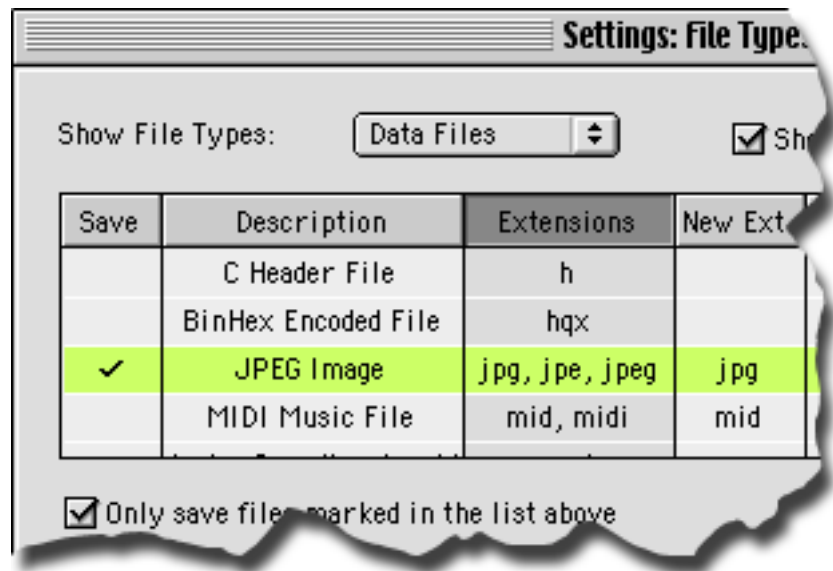 Settings: File Type
Show File Types: Data Files Sh
Save Description Extensions New Ext
C Header File h
BinHex Encoded File hqx
JPEG Image jpg, jpe, jpeg jpg
MIDI Music File mid, midi mid
Only save files marked in the list above